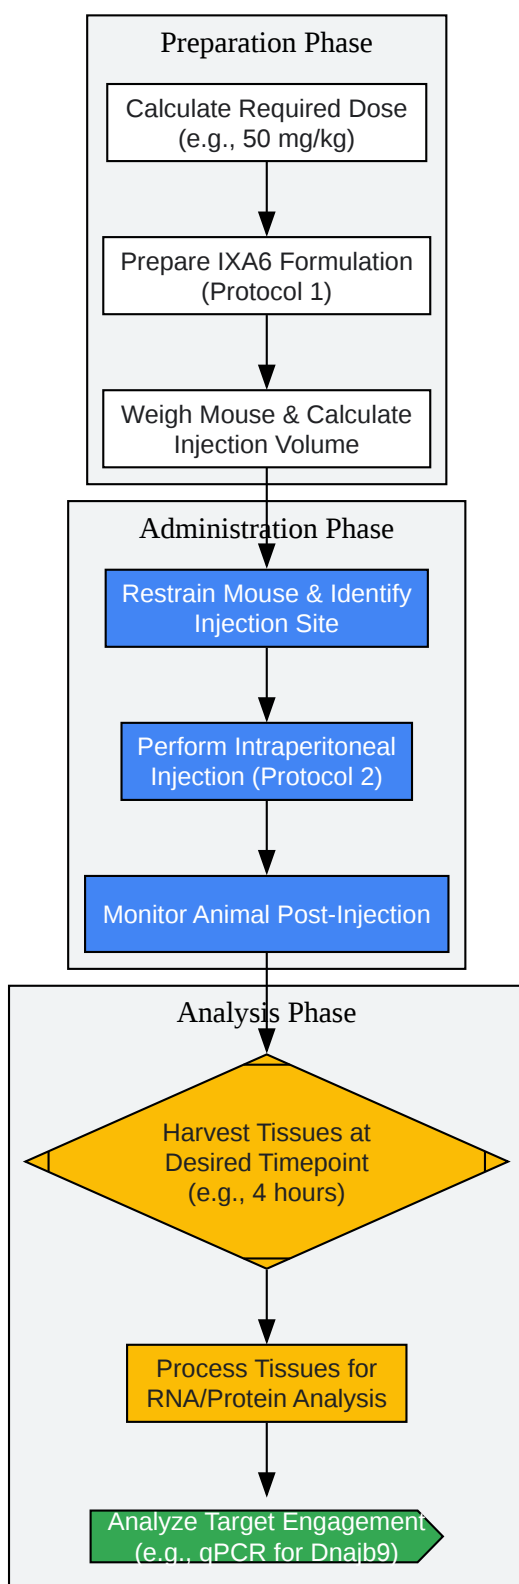 Preparation Phase
Calculate Required Dose
(e.g., 50 mg/kg)
Prepare IXA6 Formulation
(Protocol 1)
Weigh Mouse & Calculate
Injection Volume
Administration Phase
Restrain Mouse & Identify
Injection Site
Perform Intraperitoneal
Injection (Protocol 2)
Monitor Animal Post-Injection
Analysis Phase
Harvest Tissues at
Desired Timepoint
(e.g., 4 hours)
Process Tissues for
RNA/Protein Analysis
Analyze Target Engagement
(e.g., qPCR for Dnajb9)